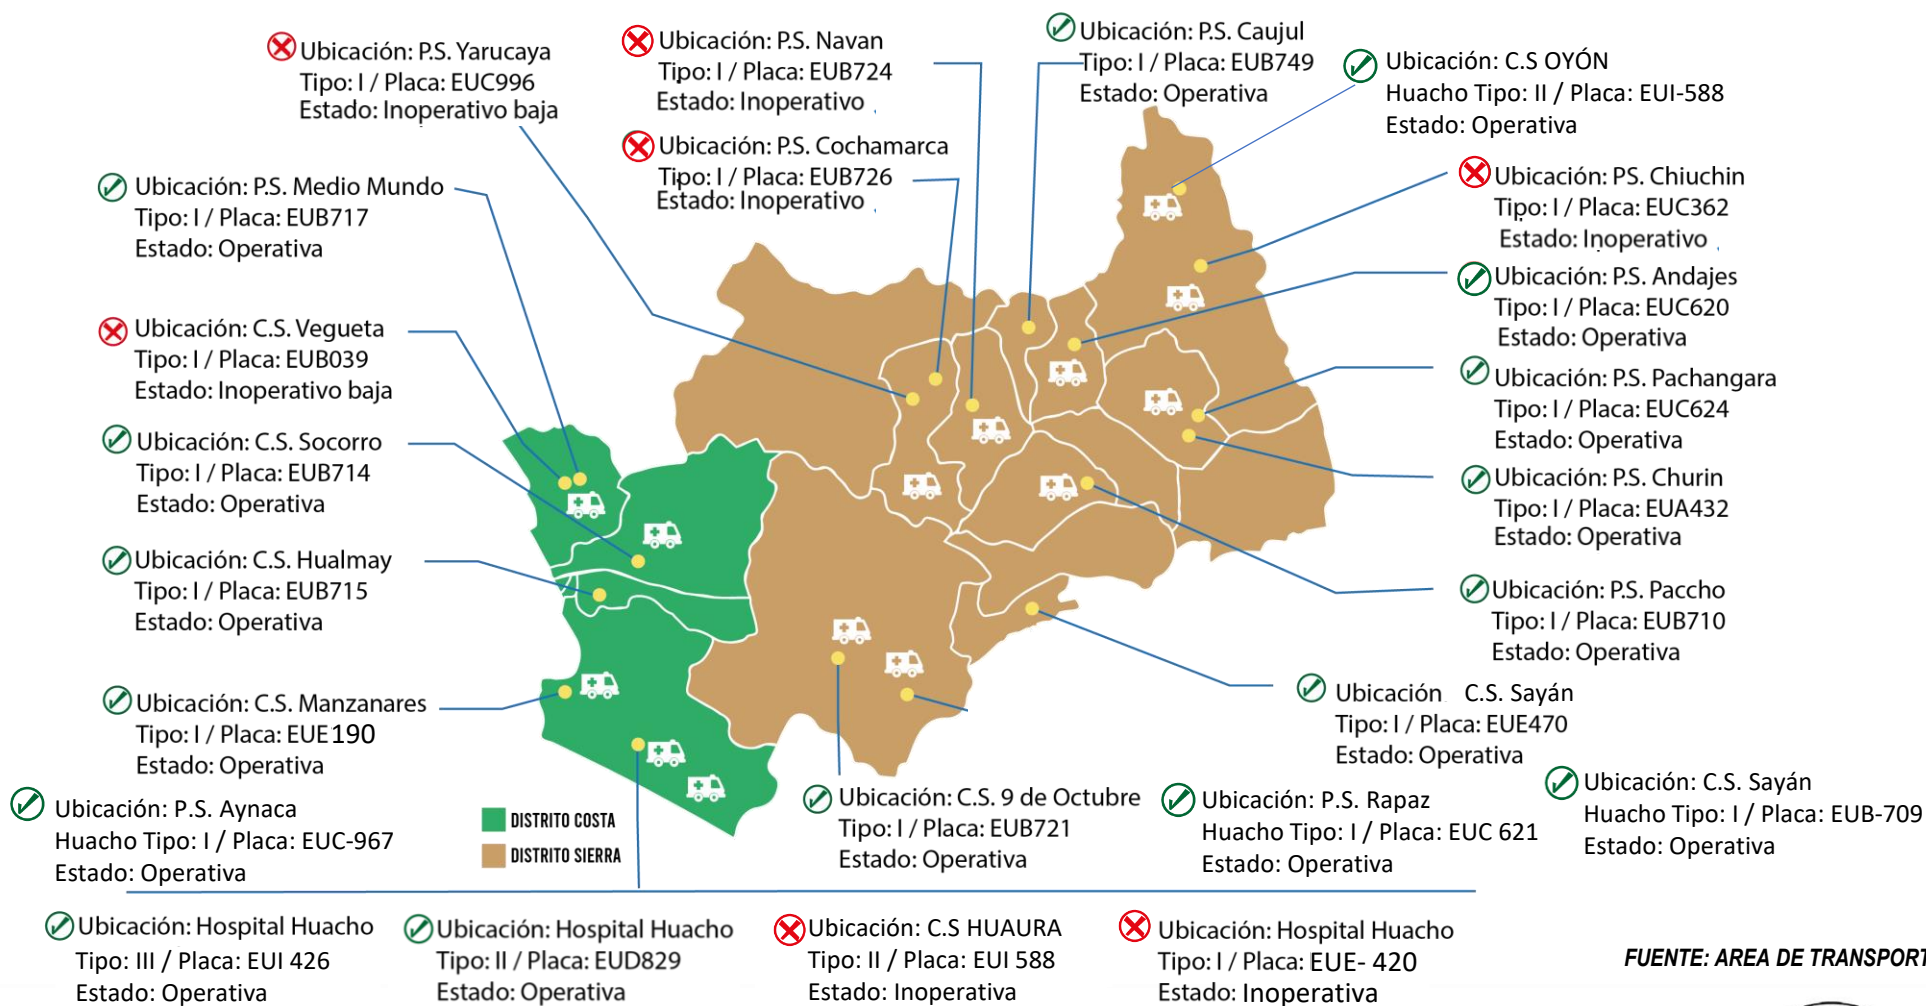 Ubicación: P.S. Yarucaya
Tipo: I / Placa: EUC996
Estado: Inoperativo baja
Ubicación: P.S. Navan
Tipo: I / Placa: EUB724
Estado: Inoperativo
Ubicación: P.S. Cochamarca
Tipo: I / Placa: EUB726
Estado: Inoperativo
Ubicación: P.S. Caujul
Tipo: I / Placa: EUB749
Estado: Operativa
Ubicación: C.S OYÓN
Huacho Tipo: II / Placa: EUI-588
Estado: Operativa
Ubicación: P.S. Medio Mundo
Tipo: I / Placa: EUB717
Estado: Operativa
Ubicación: C.S. Vegueta
Tipo: I / Placa: EUB039
Estado: Inoperativo baja
Ubicación: C.S. Socorro
Tipo: I / Placa: EUB714
Estado: Operativa
Ubicación: C.S. Hualmay
Tipo: I / Placa: EUB715
Estado: Operativa
Ubicación: C.S. Manzanares
Tipo: I / Placa: EUE190
Estado: Operativa
Ubicación: PS. Chiuchin
Tipo: I / Placa: EUC362
Estado: Inoperativo
Ubicación: P.S. Andajes
Tipo: I / Placa: EUC620
Estado: Operativa
Ubicación: P.S. Pachangara
Tipo: I / Placa: EUC624
Estado: Operativa
Ubicación: P.S. Churin
Tipo: I / Placa: EUA432
Estado: Operativa
Ubicación: P.S. Paccho
Tipo: I / Placa: EUB710
Estado: Operativa
Ubicación C.S. Sayán
Tipo: I / Placa: EUE470
Estado: Operativa
Ubicación: P.S. Aynaca
Huacho Tipo: I / Placa: EUC-967
Estado: Operativa
DISTRITO COSTA
DISTRITO SIERRA
Ubicación: C.S. 9 de Octubre
Tipo: I / Placa: EUB721
Estado: Operativa
Ubicación: P.S. Rapaz
Huacho Tipo: I / Placa: EUC 621
Estado: Operativa
Ubicación: C.S. Sayán
Huacho Tipo: I / Placa: EUB-709
Estado: Operativa
Ubicación: Hospital Huacho
Tipo: III / Placa: EUI 426
Estado: Operativa
Ubicación: Hospital Huacho
Tipo: II / Placa: EUD829
Estado: Operativa
Ubicación: C.S HUAURA
Tipo: II / Placa: EUI 588
Estado: Inoperativa
Ubicación: Hospital Huacho
Tipo: I / Placa: EUE- 420
Estado: Inoperativa
FUENTE: AREA DE TRANSPORT